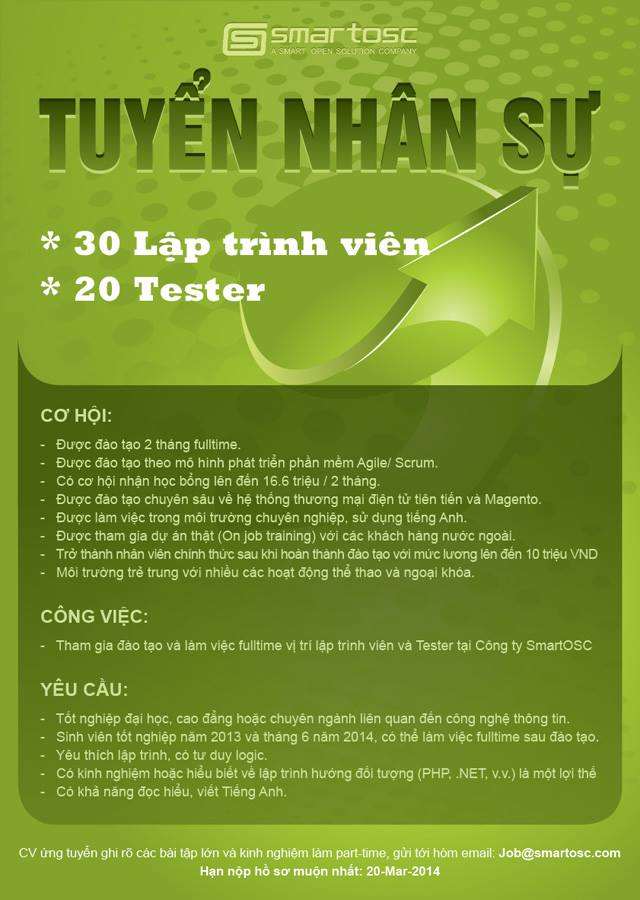 smartosc
A SMART OPEN SOLUTION COMPANY
TUYỂN NHÂN SỰ
* 30 Lập trình viên
* 20 Tester
CƠ HỘI:
- Được đào tạo 2 tháng fulltime.
- Được đào tạo theo mô hình phát triển phần mềm Agile/ Scrum.
- Có cơ hội nhận học bổng lên đến 16.6 triệu / 2 tháng.
- Được đào tạo chuyên sâu về hệ thống thương mại điện tử tiên tiến và Magento.
- Được làm việc trong môi trường chuyên nghiệp, sử dụng tiếng Anh.
- Được tham gia dự án thật (On job training) với các khách hàng nước ngoài.
- Trở thành nhân viên chính thức sau khi hoàn thành đào tạo với mức lương lên đến 10 triệu VND
- Môi trường trẻ trung với nhiều các hoạt động thể thao và ngoại khóa.
CÔNG VIỆC:
- Tham gia đào tạo và làm việc fulltime vị trí lập trình viên và Tester tại Công ty SmartOSC
YÊU CẦU:
- Tốt nghiệp đại học, cao đẳng hoặc chuyên ngành liên quan đến công nghệ thông tin.
- Sinh viên tốt nghiệp năm 2013 và tháng 6 năm 2014, có thể làm việc fulltime sau đào tạo.
- Yêu thích lập trình, có tư duy logic.
- Có kinh nghiệm hoặc hiểu biết về lập trình hướng đối tượng (PHP, .NET, v.v.) là một lợi thế
- Có khả năng đọc hiểu, viết Tiếng Anh.
CV ứng tuyển ghi rõ các bài tập lớn và kinh nghiệm làm part-time, gửi tới hòm email: Job@smartosc.com
Hạn nộp hồ sơ muộn nhất: 20-Mar-2014